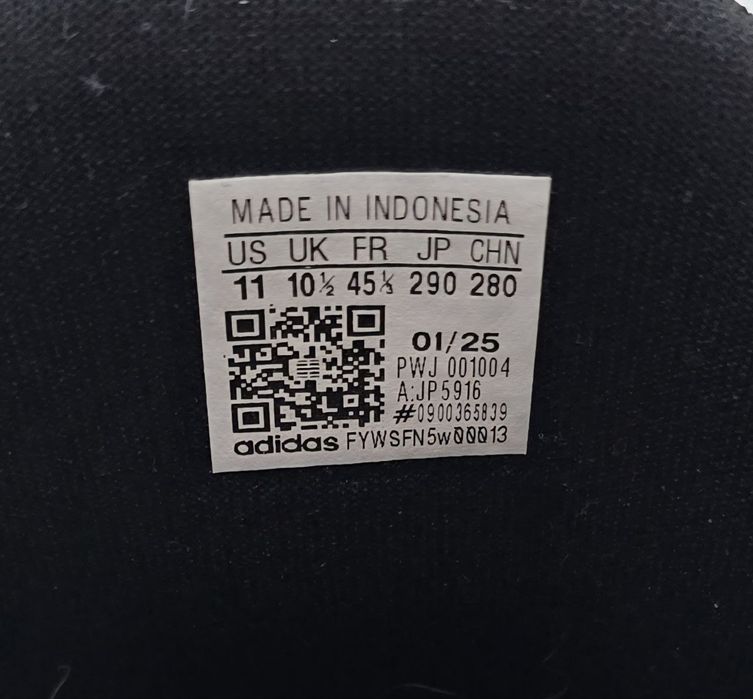 MADE IN INDONESIA
US UK FR JP CHN
11 10½ 45⅓ 290 280
01/25
PWJ 001004
A:JP5916
#0900365839
adidas FYWSFN5w00013